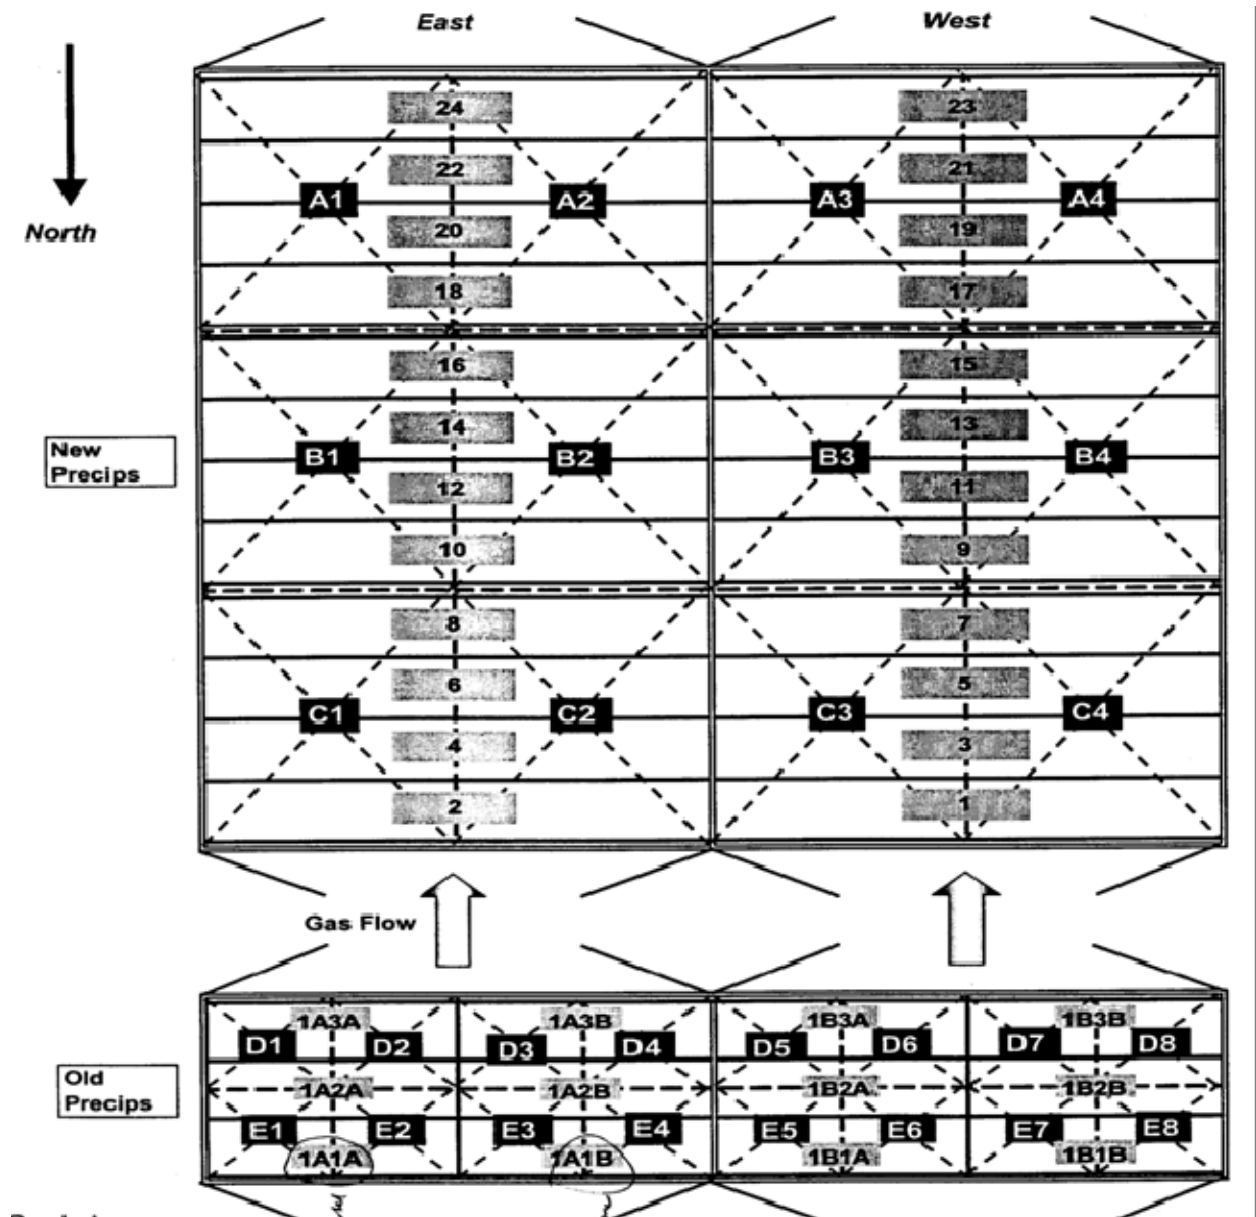 East West
24 23
22 21
A1 A2 A3 A4
North
20 19
18 17
16 15
14 13
New
Precips
B1 B2 B3 B4
12 11
10 9
8 7
6 5
C1 C2 C3 C4
4 3
2 1
Gas Flow
1A3A 1A3B 1B3A 1B3B
D1 D2 D3 D4 D5 D6 D7 D8
Old
Precips
1A2A 1A2B 1B2A 1B2B
E1 E2 E3 E4 E5 E6 E7 E8
1A1A 1A1B 1B1A 1B1B